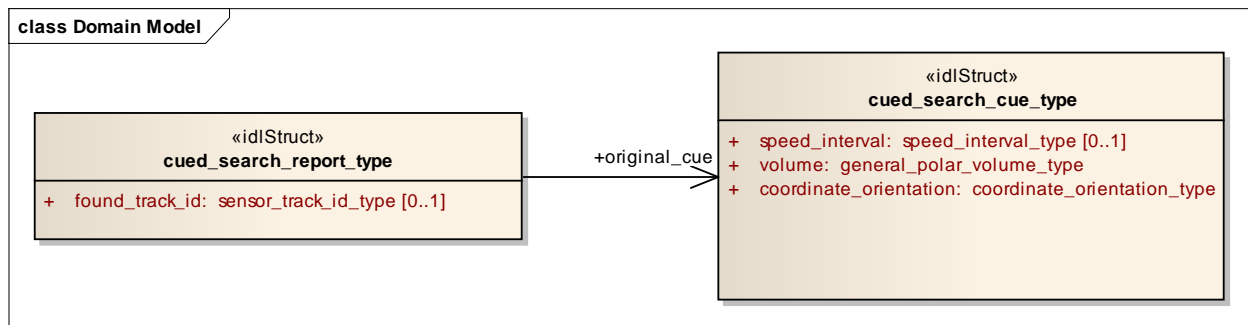 class Domain Model
«idlStruct»
cued_search_cue_type
+ speed_interval: speed_interval_type [0..1]
+ volume: general_polar_volume_type
+ coordinate_orientation: coordinate_orientation_type
«idlStruct»
cued_search_report_type
+ found_track_id: sensor_track_id_type [0..1]
+original_cue